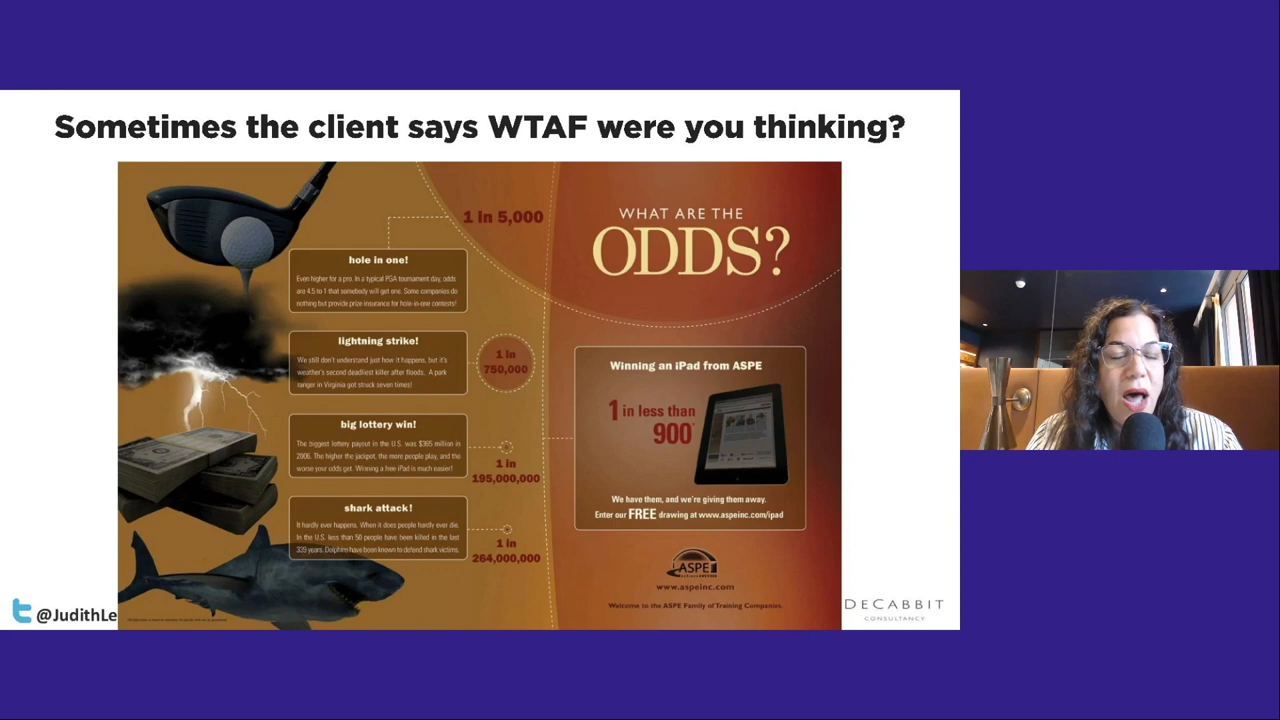 Sometimes the client says WTAF were you thinking?
1 in 5,000
hole in one!
Even higher for a pro. In a typical PGA tournament day, odds
are 4.5 to 1 that somebody will get one. Some companies do
nothing but provide prize insurance for hole-in-one contests!
lightning strike!
We still don't understand just how it happens, but it's
weather's second deadliest killer after floods. A park
ranger in Virginia got struck seven times!
1 in
750,000
big lottery win!
The biggest lottery payout in the U.S. was $365 million in
2006. The higher the jackpot, the more people play, and the
worse your odds get. Winning a free iPad is much easier!
1 in
195,000,000
shark attack!
It hardly ever happens. When it does people hardly ever die.
In the U.S. less than 50 people have been killed in the last
339 years. Dolphins have been known to defend shark victims.
1 in
264,000,000
WHAT ARE THE
ODDS?
Winning an iPad from ASPE
1 in less than
900*
We have them, and we're giving them away.
Enter our FREE drawing at www.aspeinc.com/ipad
ASPE
www.aspeinc.com
Welcome to the ASPE Family of Training Companies.
@JudithLe
DECABBIT
CONSULTANCY